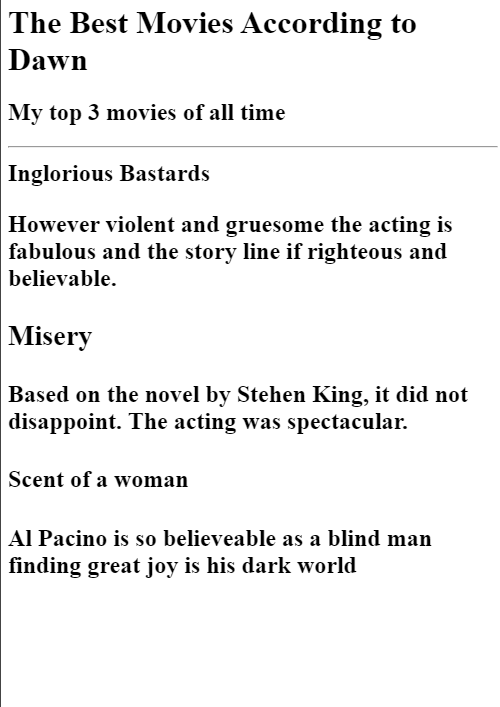 The Best Movies According to
Dawn
My top 3 movies of all time
Inglorious Bastards
However violent and gruesome the acting is
fabulous and the story line if righteous and
believable.
Misery
Based on the novel by Stehen King, it did not
disappoint. The acting was spectacular.
Scent of a woman
Al Pacino is so believeable as a blind man
finding great joy is his dark world